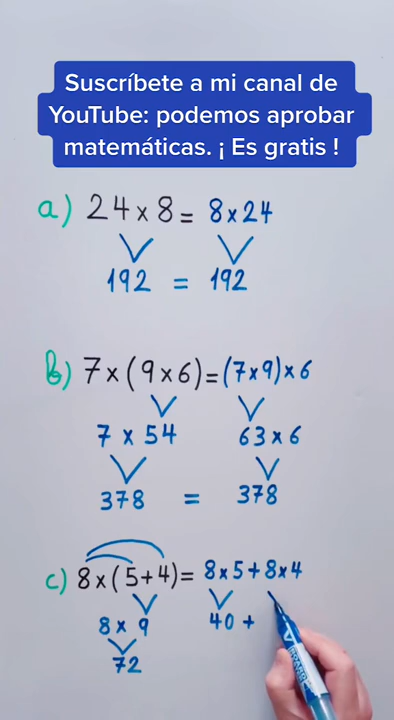 Suscríbete a mi canal de
YouTube: podemos aprobar
matemáticas. ¡ Es gratis !
a) 24 x 8 = 8 x 24
192 = 192
b) 7 x (9 x 6) = (7 x 9) x 6
7 x 54 63 x 6
378 = 378
c) 8 x (5 + 4) = 8 x 5 + 8 x 4
8 x 9 40 +
72